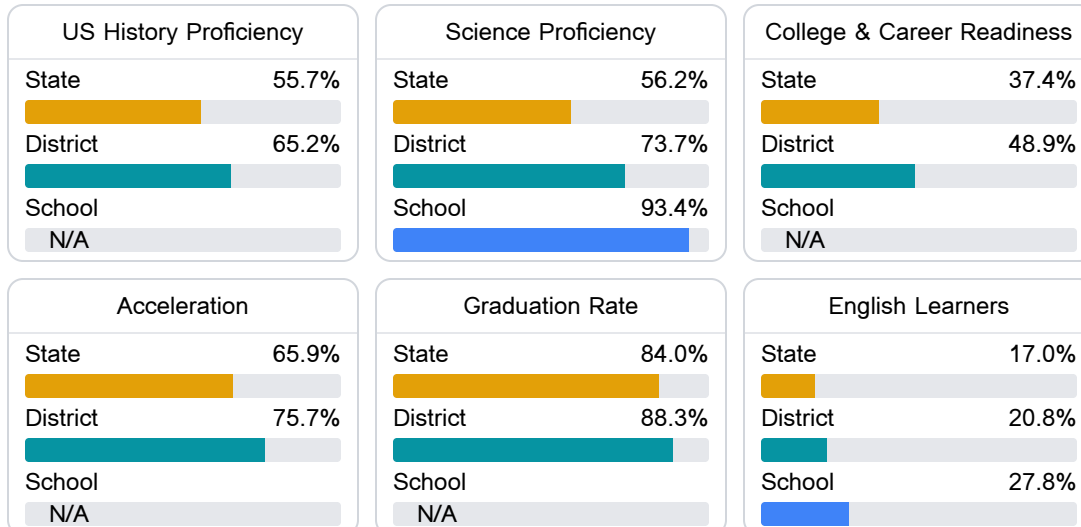 US History Proficiency
State 55.7%
District 65.2%
School
N/A
Science Proficiency
State 56.2%
District 73.7%
School 93.4%
College & Career Readiness
State 37.4%
District 48.9%
School
N/A
Acceleration
State 65.9%
District 75.7%
School
N/A
Graduation Rate
State 84.0%
District 88.3%
School
N/A
English Learners
State 17.0%
District 20.8%
School 27.8%